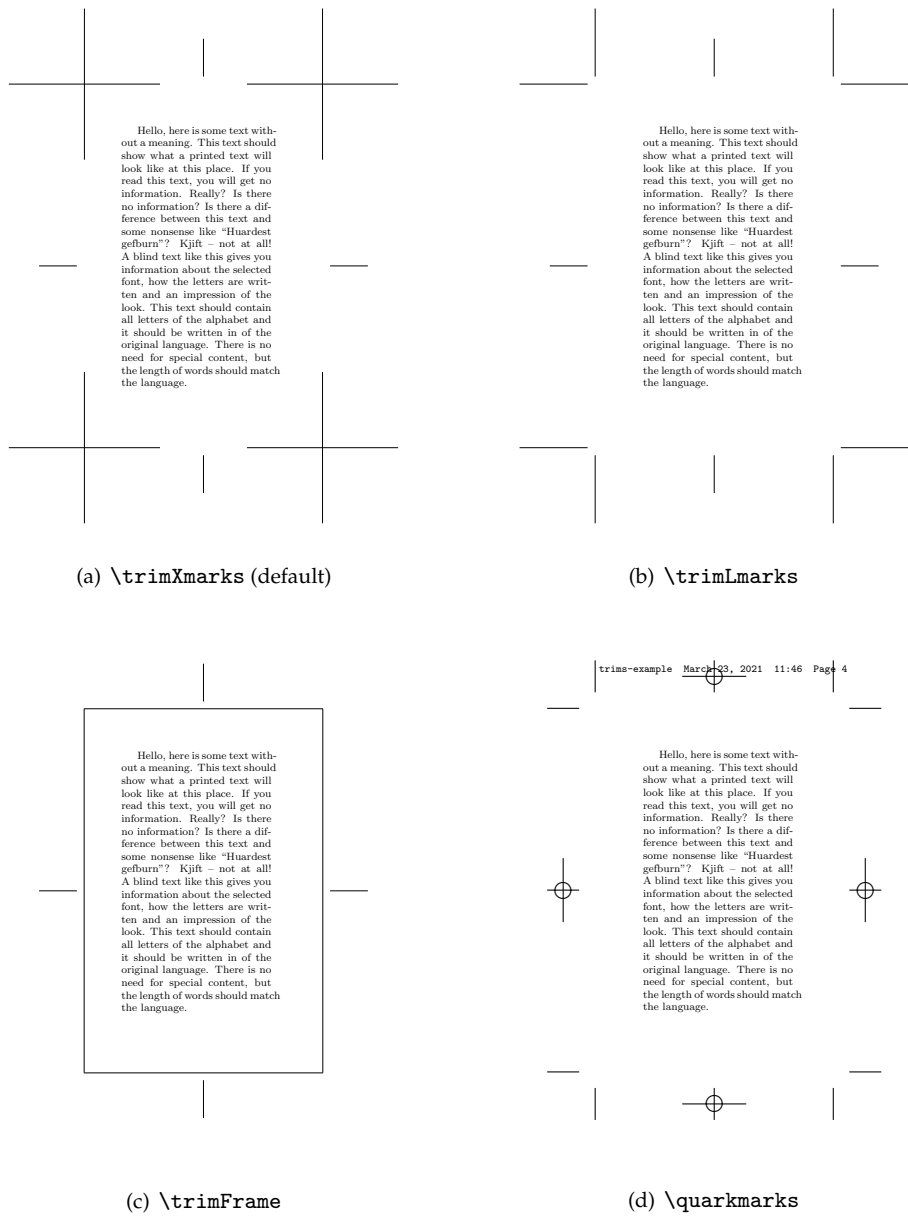 Hello, here is some text with-
out a meaning. This text should
show what a printed text will
look like at this place. If you
read this text, you will get no
information. Really? Is there
no information? Is there a dif-
ference between this text and
some nonsense like “Huardest
gefburn”? Kjift – not at all!
A blind text like this gives you
information about the selected
font, how the letters are writ-
ten and an impression of the
look. This text should contain
all letters of the alphabet and
it should be written in of the
original language. There is no
need for special content, but
the length of words should match
the language.
(a) \trimXmarks (default)
Hello, here is some text with-
out a meaning. This text should
show what a printed text will
look like at this place. If you
read this text, you will get no
information. Really? Is there
no information? Is there a dif-
ference between this text and
some nonsense like “Huardest
gefburn”? Kjift – not at all!
A blind text like this gives you
information about the selected
font, how the letters are writ-
ten and an impression of the
look. This text should contain
all letters of the alphabet and
it should be written in of the
original language. There is no
need for special content, but
the length of words should match
the language.
(b) \trimLmarks
Hello, here is some text with-
out a meaning. This text should
show what a printed text will
look like at this place. If you
read this text, you will get no
information. Really? Is there
no information? Is there a dif-
ference between this text and
some nonsense like “Huardest
gefburn”? Kjift – not at all!
A blind text like this gives you
information about the selected
font, how the letters are writ-
ten and an impression of the
look. This text should contain
all letters of the alphabet and
it should be written in of the
original language. There is no
need for special content, but
the length of words should match
the language.
(c) \trimFrame
trims-example March 23, 2021 11:46 Page 4
Hello, here is some text with-
out a meaning. This text should
show what a printed text will
look like at this place. If you
read this text, you will get no
information. Really? Is there
no information? Is there a dif-
ference between this text and
some nonsense like “Huardest
gefburn”? Kjift – not at all!
A blind text like this gives you
information about the selected
font, how the letters are writ-
ten and an impression of the
look. This text should contain
all letters of the alphabet and
it should be written in of the
original language. There is no
need for special content, but
the length of words should match
the language.
(d) \quarkmarks